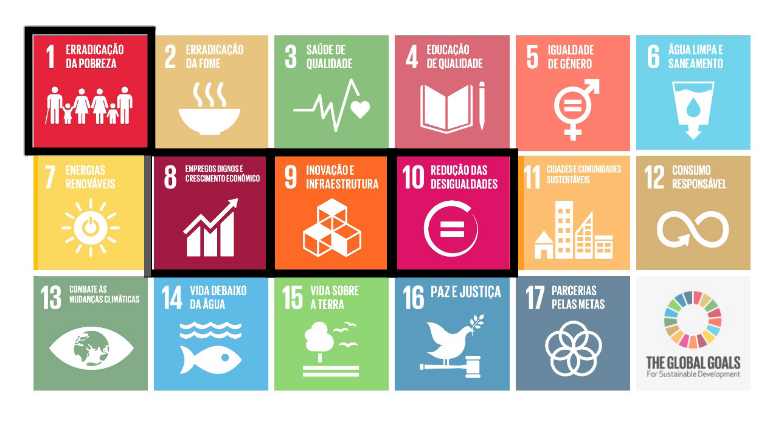 1 ERRADICAÇÃO
DA POBREZA
2 ERRADICAÇÃO
DA FOME
3 SAÚDE DE
QUALIDADE
4 EDUCAÇÃO
DE QUALIDADE
5 IGUALDADE
DE GÊNERO
6 ÁGUA LIMPA E
SANEAMENTO
7 ENERGIAS
RENOVÁVEIS
8 EMPREGOS DIGNOS E
CRESCIMENTO ECONÔMICO
9 INOVAÇÃO E
INFRAESTRUTURA
10 REDUÇÃO DAS
DESIGUALDADES
11 CIDADES E COMUNIDADES
SUSTENTÁVEIS
12 CONSUMO
RESPONSÁVEL
13 COMBATE ÀS
MUDANÇAS CLIMÁTICAS
14 VIDA DEBAIXO
DA ÁGUA
15 VIDA SOBRE
A TERRA
16 PAZ E JUSTIÇA
17 PARCERIAS
PELAS METAS
THE GLOBAL GOALS
For Sustainable Development